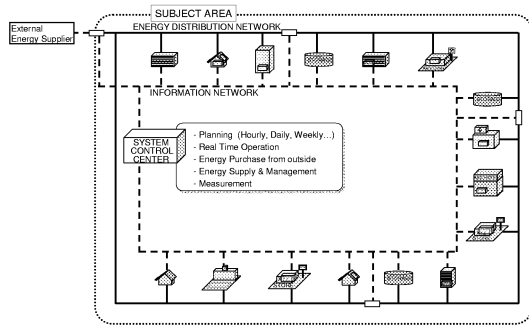 SUBJECT AREA
External
Energy Supplier
ENERGY DISTRIBUTION NETWORK
INFORMATION NETWORK
SYSTEM
CONTROL
CENTER
- Planning (Hourly, Daily, Weekly…)
- Real Time Operation
- Energy Purchase from outside
- Energy Supply & Management
- Measurement